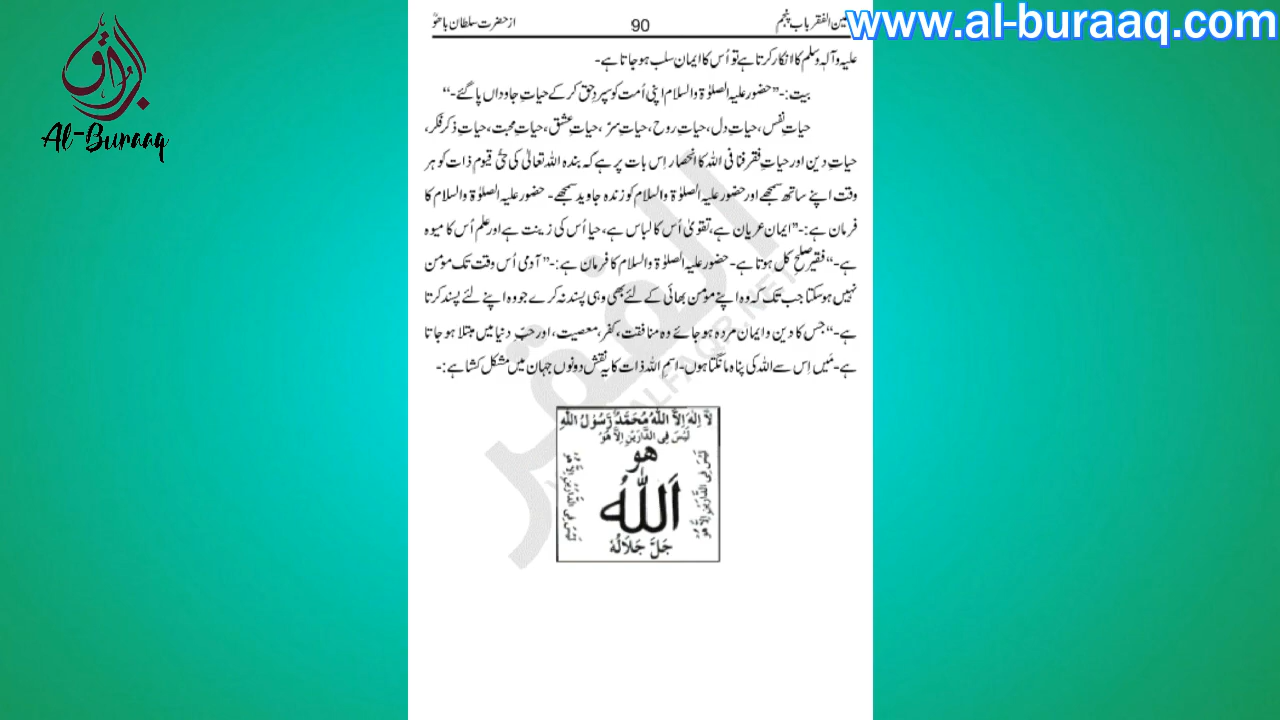 www.al-buraaq.com
براق
Al-Buraaq
عین الفقر باب پنجم
90
از حضرت سلطان باھوؒ
علیہ وآلہٖ وسلم کا انکار کرتا ہے تو اُس کا ایمان سلب ہو جاتا ہے۔
بیت:۔"حضور علیہ الصلوٰۃ والسلام اپنی اُمت کو سپردِ حق کر کے حیاتِ جاوداں پا گئے۔"
حیاتِ نفس، حیاتِ دل، حیاتِ روح، حیاتِ سرّ، حیاتِ عشق، حیاتِ محبت، حیاتِ ذکر فکر،
حیاتِ دین اور حیاتِ فقر فنا فی اللہ کا انحصار اِس بات پر ہے کہ بندہ اللہ تعالیٰ کی حیّ قیوم ذات کو ہر
وقت اپنے ساتھ سمجھے اور حضور علیہ الصلوٰۃ والسلام کو زندہ جاوید سمجھے۔ حضور علیہ الصلوٰۃ والسلام کا
فرمان ہے:۔"ایمان عریان ہے، تقویٰ اُس کا لباس ہے، حیا اُس کی زینت ہے اور علم اُس کا میوہ
ہے۔"فقیر صلحِ کل ہوتا ہے۔ حضور علیہ الصلوٰۃ والسلام کا فرمان ہے:۔"آدمی اُس وقت تک مومن
نہیں ہو سکتا جب تک کہ وہ اپنے مومن بھائی کے لئے بھی وہی پسند نہ کرے جو وہ اپنے لئے پسند کرتا
ہے۔"جس کا دین و ایمان مردہ ہو جائے وہ منافقت، کفر، معصیت، اور حبِّ دنیا میں مبتلا ہو جاتا
ہے۔ مَیں اِس سے اللہ کی پناہ مانگتا ہوں۔ اسمِ اللہ ذات کا یہ نقش دونوں جہان میں مشکل کشا ہے:۔
لَا اِلٰہَ اِلَّا اللّٰہُ مُحَمَّدٌ رَّسُوْلُ اللّٰہِ
لَیْسَ فِی الدَّارَیْنِ اِلَّا ھُوَ
لَیْسَ فِی الدَّارَیْنِ اِلَّا ھُوَ
ھو
اَللّٰہُ
لَیْسَ فِی الدَّارَیْنِ اِلَّا ھُوَ
جَلَّ جَلَالُہٗ
الفقر
ALFAQR.NET